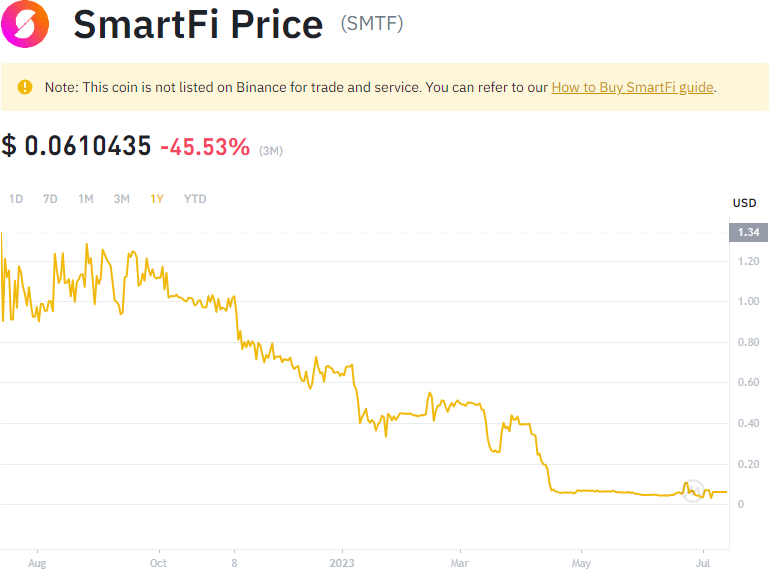 SmartFi Price (SMTF)
Note: This coin is not listed on Binance for trade and service. You can refer to our How to Buy SmartFi guide.
$ 0.0610435 -45.53% (3M)
1D 7D 1M 3M 1Y YTD
USD
1.34
1.20
1.00
0.80
0.60
0.40
0.20
0
Aug Oct 8 2023 Mar May Jul